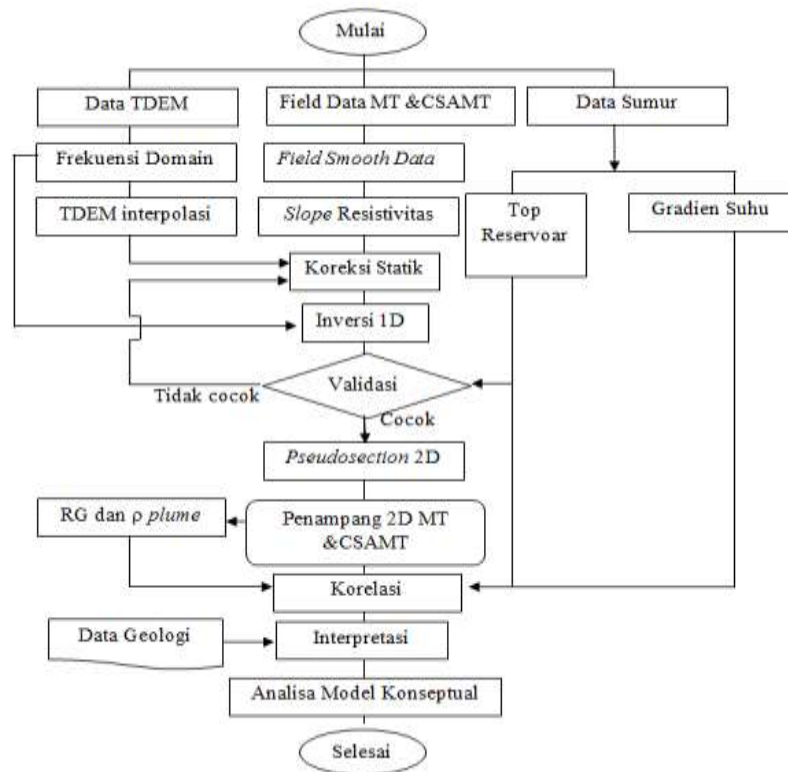 Mulai
Data TDEM
Field Data MT &CSAMT
Data Sumur
Frekuensi Domain
Field Smooth Data
TDEM interpolasi
Slope Resistivitas
Top
Reservoar
Gradien Suhu
Koreksi Statik
Inversi 1D
Validasi
Tidak cocok
Cocok
Pseudosection 2D
RG dan ρ plume
Penampang 2D MT
&CSAMT
Korelasi
Data Geologi
Interpretasi
Analisa Model Konseptual
Selesai